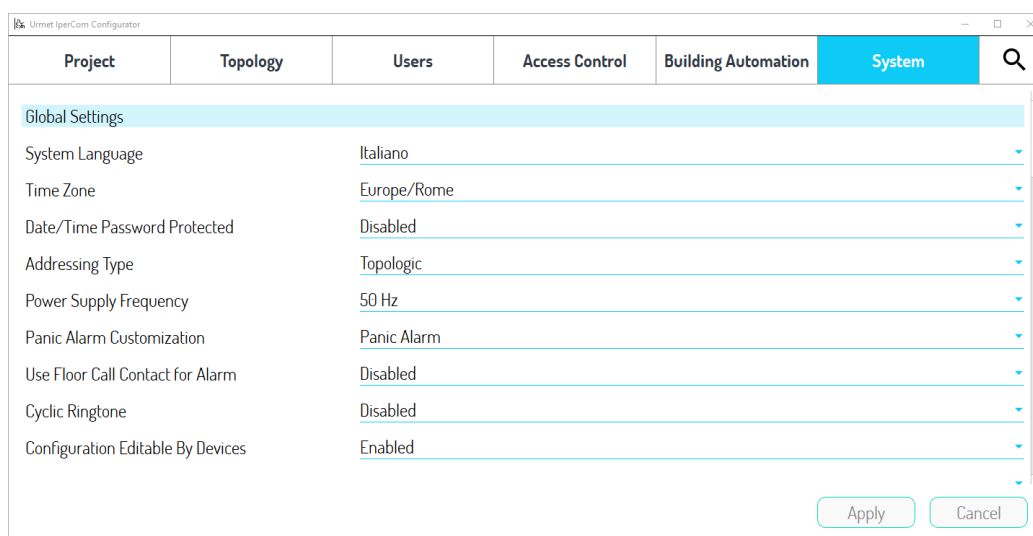 Urmet IperCom Configurator
Project Topology Users Access Control Building Automation System
Global Settings
System Language Italiano
Time Zone Europe/Rome
Date/Time Password Protected Disabled
Addressing Type Topologic
Power Supply Frequency 50 Hz
Panic Alarm Customization Panic Alarm
Use Floor Call Contact for Alarm Disabled
Cyclic Ringtone Disabled
Configuration Editable By Devices Enabled
Apply Cancel